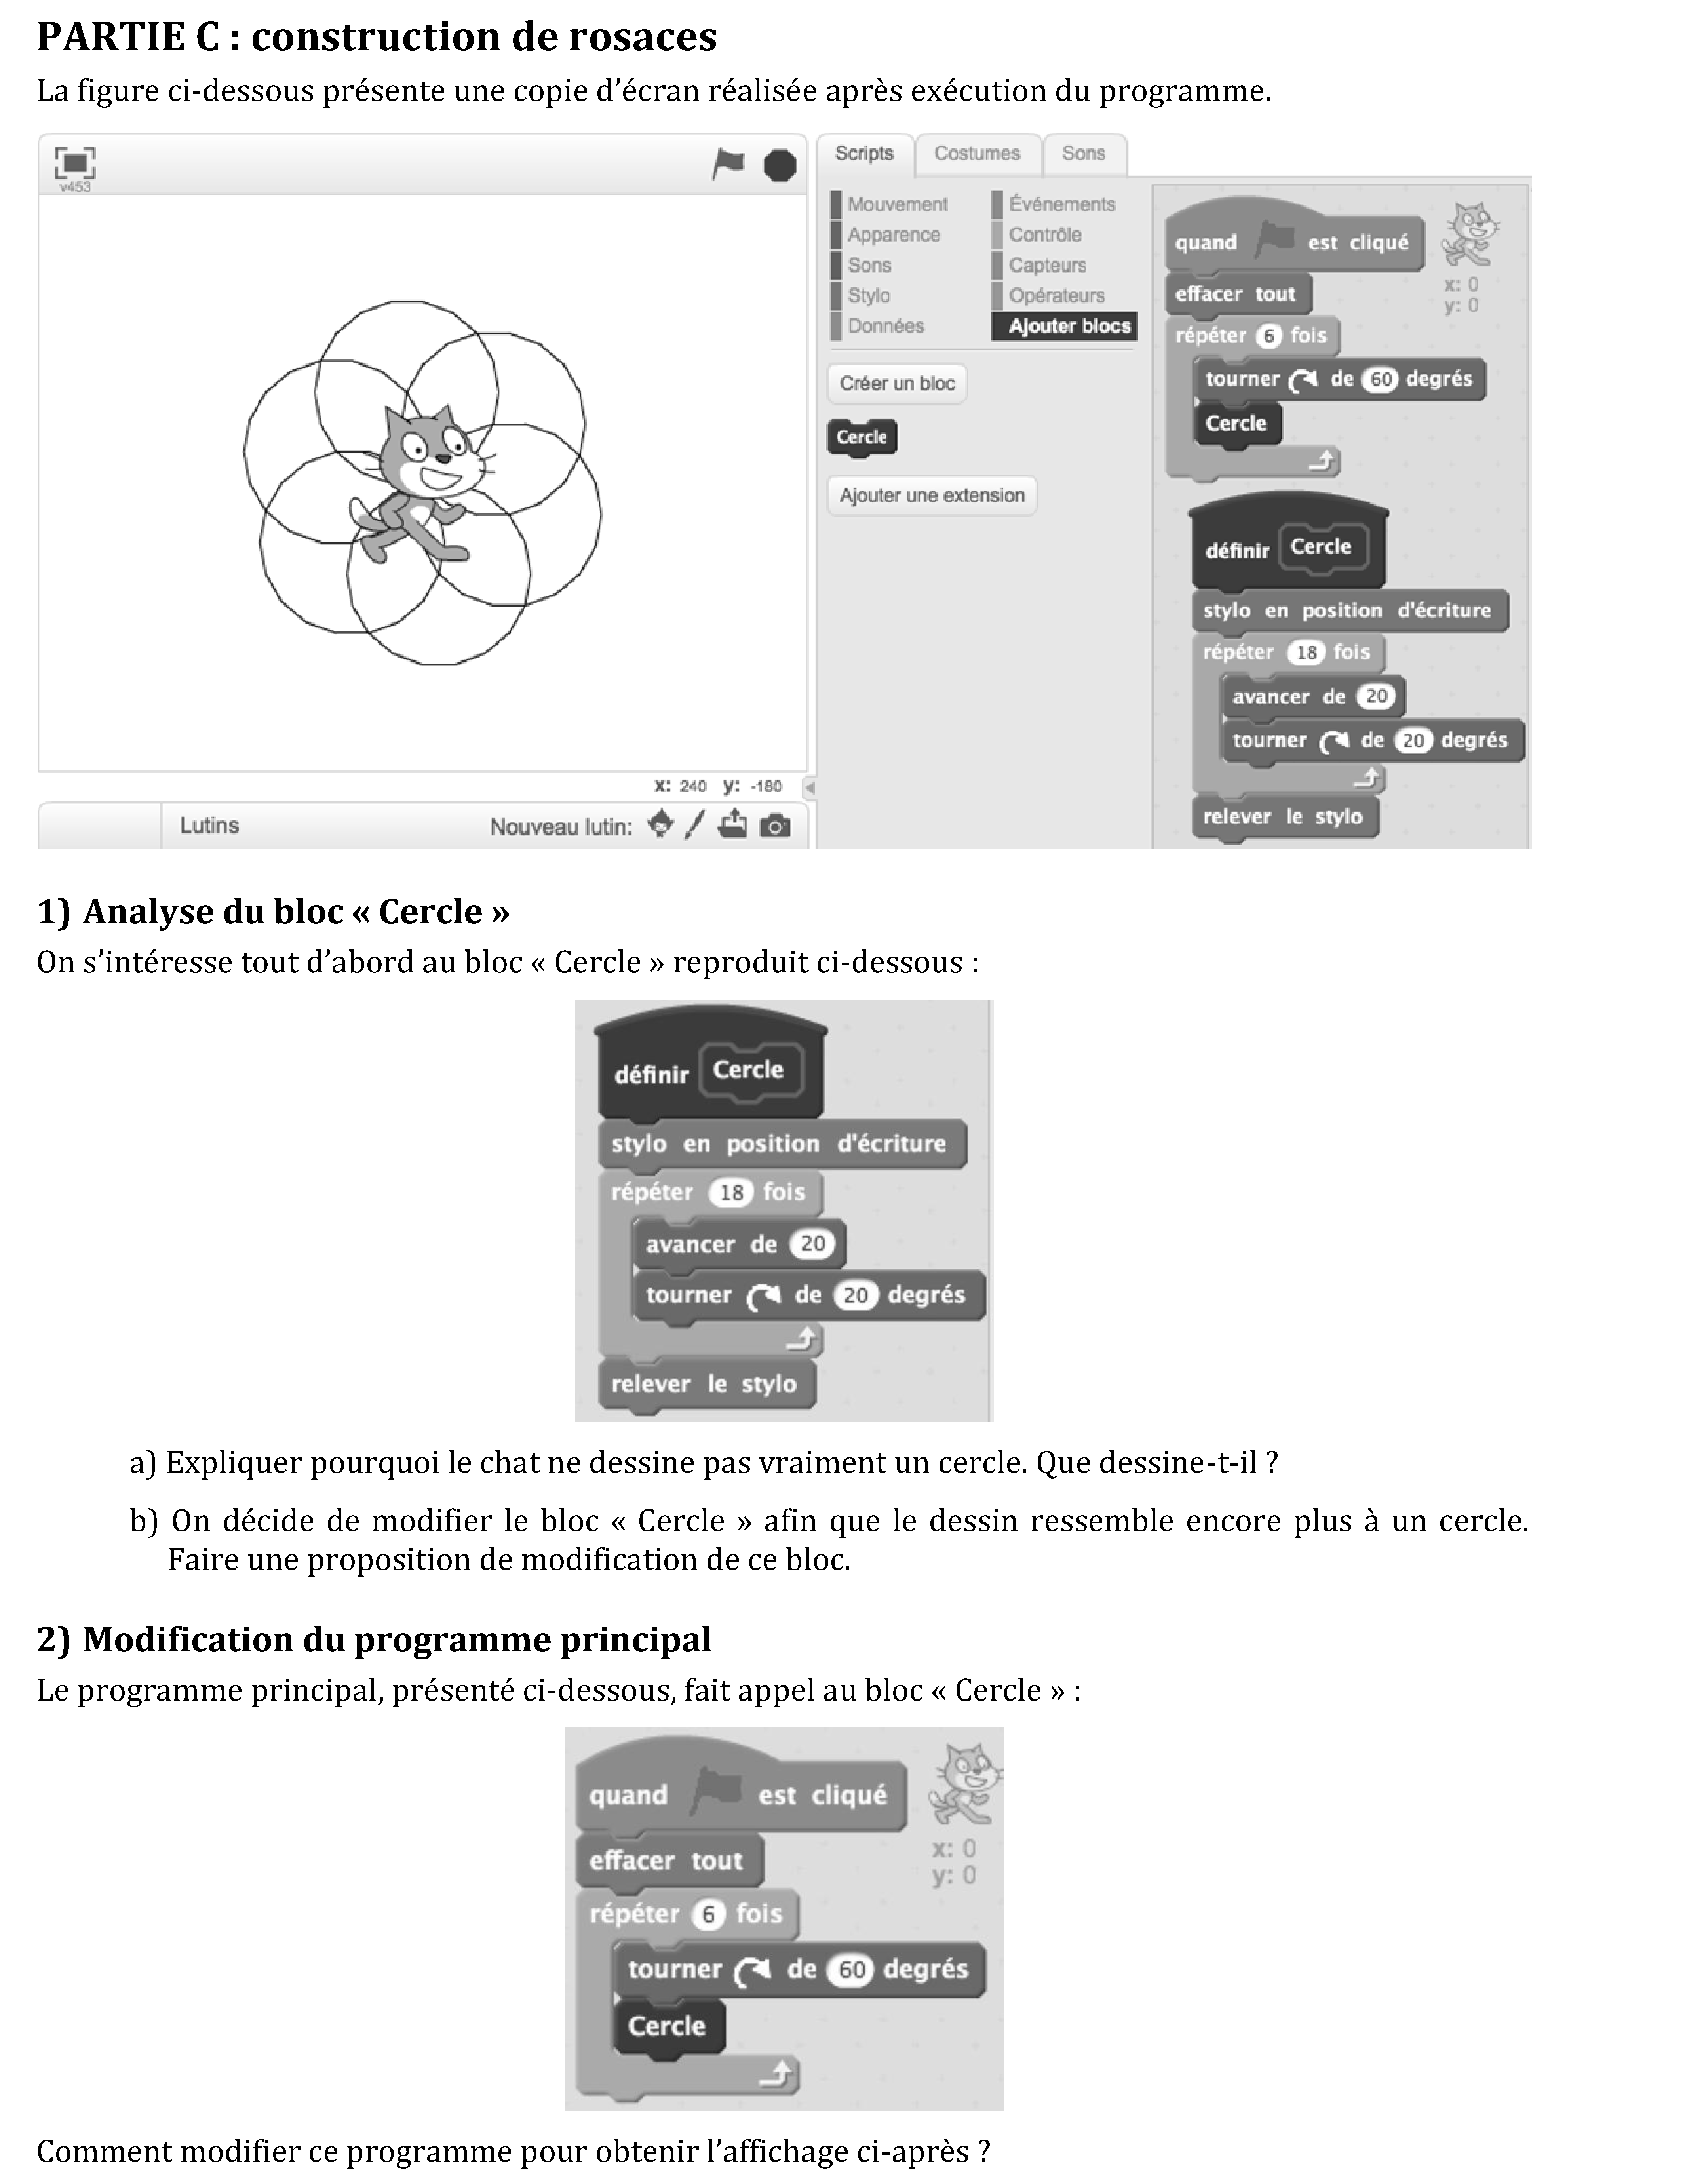 PARTIE C : construction de rosaces
La figure ci-dessous présente une copie d'écran réalisée après exécution du programme.
v453
Scripts
Costumes
Sons
Mouvement
Événements
Apparence
Contrôle
Sons
Capteurs
Stylo
Opérateurs
Données
Ajouter blocs
Créer un bloc
Cercle
Ajouter une extension
quand est cliqué
x: 0
y: 0
effacer tout
répéter 6 fois
tourner de 60 degrés
Cercle
définir Cercle
stylo en position d'écriture
répéter 18 fois
avancer de 20
tourner de 20 degrés
relever le stylo
x: 240 y: -180
Lutins
Nouveau lutin:
1) Analyse du bloc « Cercle »
On s'intéresse tout d'abord au bloc « Cercle » reproduit ci-dessous :
définir Cercle
stylo en position d'écriture
répéter 18 fois
avancer de 20
tourner de 20 degrés
relever le stylo
a) Expliquer pourquoi le chat ne dessine pas vraiment un cercle. Que dessine-t-il ?
b) On décide de modifier le bloc « Cercle » afin que le dessin ressemble encore plus à un cercle.
Faire une proposition de modification de ce bloc.
2) Modification du programme principal
Le programme principal, présenté ci-dessous, fait appel au bloc « Cercle » :
quand est cliqué
x: 0
y: 0
effacer tout
répéter 6 fois
tourner de 60 degrés
Cercle
Comment modifier ce programme pour obtenir l'affichage ci-après ?